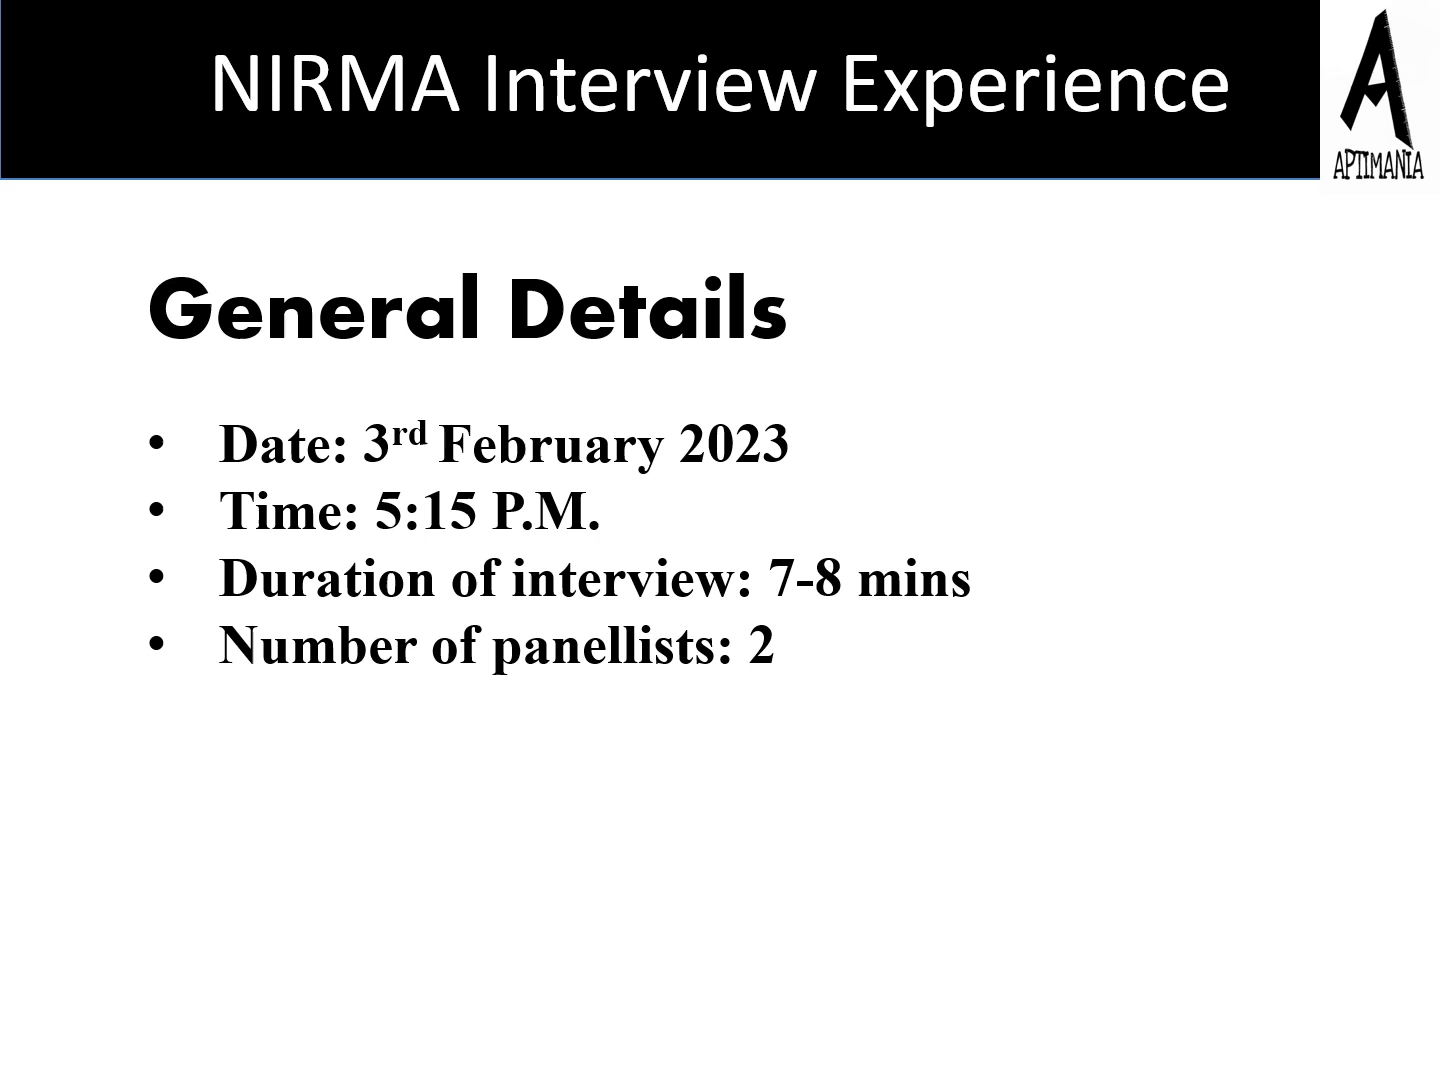 NIRMA Interview Experience
APTIMANIA
General Details
• Date: 3rd February 2023
• Time: 5:15 P.M.
• Duration of interview: 7-8 mins
• Number of panellists: 2